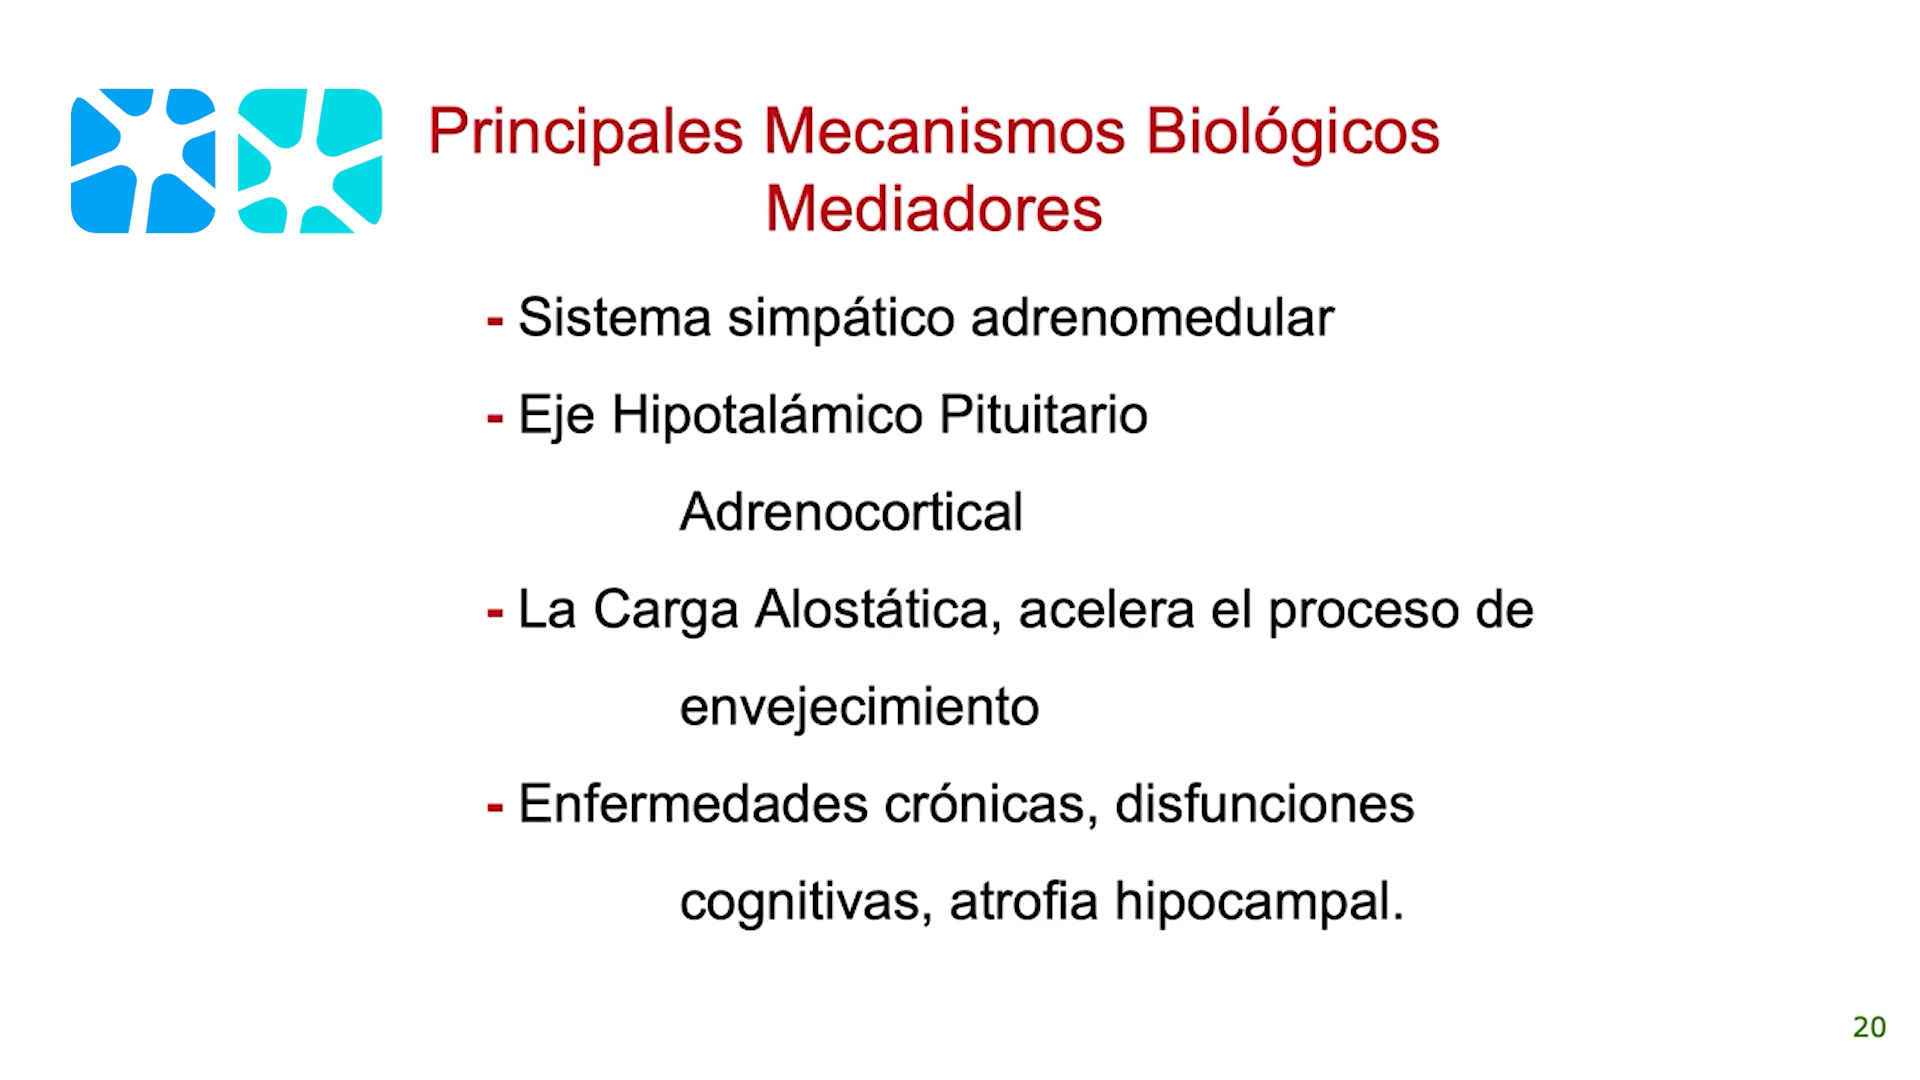 Principales Mecanismos Biológicos
Mediadores
- Sistema simpático adrenomedular
- Eje Hipotalámico Pituitario
Adrenocortical
- La Carga Alostática, acelera el proceso de
envejecimiento
- Enfermedades crónicas, disfunciones
cognitivas, atrofia hipocampal.
20